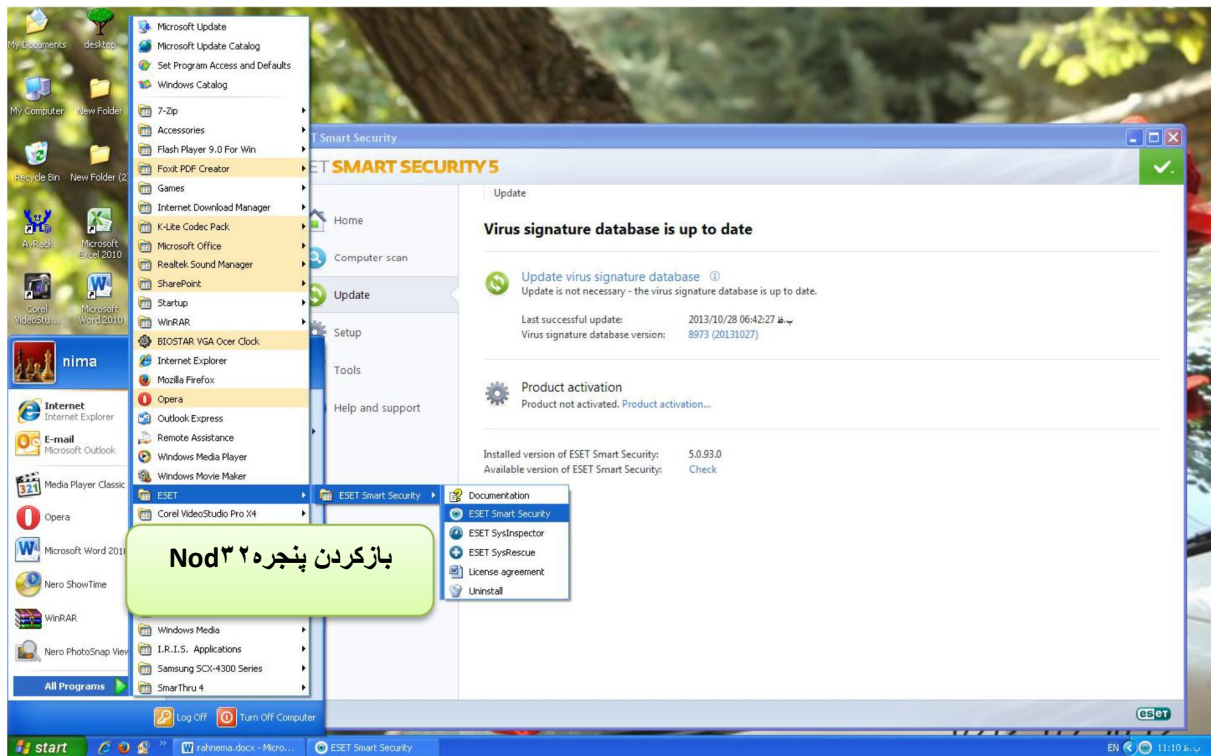 My Documents
desktop
My Computer
New Folder
Recycle Bin
New Folder (2
Microsoft
Excel 2010
Corel
VideoStu...
Microsoft
Word 2010
nima
Internet
Internet Explorer
E-mail
Microsoft Outlook
Media Player Classic
Opera
Microsoft Word 201
Nero ShowTime
WinRAR
Nero PhotoSnap View
All Programs
Microsoft Update
Microsoft Update Catalog
Set Program Access and Defaults
Windows Catalog
7-Zip
Accessories
Flash Player 9.0 For Win
Foxit PDF Creator
Games
Internet Download Manager
K-Lite Codec Pack
Microsoft Office
Realtek Sound Manager
SharePoint
Startup
WinRAR
BIOSTAR VGA Ocer Clock
Internet Explorer
Mozilla Firefox
Opera
Outlook Express
Remote Assistance
Windows Media Player
Windows Movie Maker
ESET
Corel VideoStudio Pro X4
بازکردن پنجره Nod۳۲
Windows Media
I.R.I.S. Applications
Samsung SCX-4300 Series
SmarThru 4
ESET Smart Security
Documentation
ESET Smart Security
ESET SysInspector
ESET SysRescue
License agreement
Uninstall
Log Off
Turn Off Computer
T Smart Security
ET SMART SECURITY 5
Home
Computer scan
Update
Setup
Tools
Help and support
Update
Virus signature database is up to date
Update virus signature database
Update is not necessary - the virus signature database is up to date.
Last successful update: 2013/10/28 06:42:27 ب.ظ
Virus signature database version: 8973 (20131027)
Product activation
Product not activated. Product activation...
Installed version of ESET Smart Security: 5.0.93.0
Available version of ESET Smart Security: Check
eseT
start
rahnema.docx - Micro...
ESET Smart Security
EN
11:10 ب.ظ